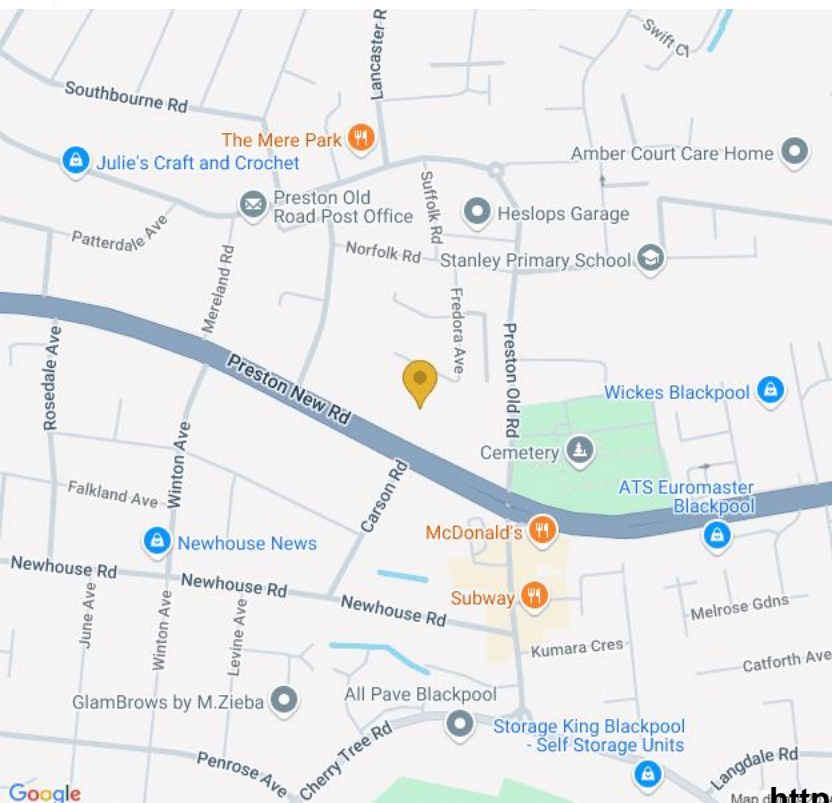 Swift Cl
Lancaster R
Southbourne Rd
The Mere Park
Amber Court Care Home
Julie's Craft and Crochet
Suffolk Rd
Preston Old
Road Post Office
Heslops Garage
Patterdale Ave
Norfolk Rd
Stanley Primary School
Mereland Rd
Fredora Ave
Preston Old Rd
Rosedale Ave
Preston New Rd
Wickes Blackpool
Winton Ave
Cemetery
Carson Rd
ATS Euromaster
Blackpool
Falkland Ave
McDonald's
Newhouse News
Newhouse Rd
Newhouse Rd
Newhouse Rd
Subway
June Ave
Winton Ave
Levine Ave
Melrose Gdns
Kumara Cres
Catforth Ave
GlamBrows by M.Zieba
All Pave Blackpool
Cherry Tree Rd
Storage King Blackpool
- Self Storage Units
Penrose Ave
Langdale Rd
Google
Map d
http